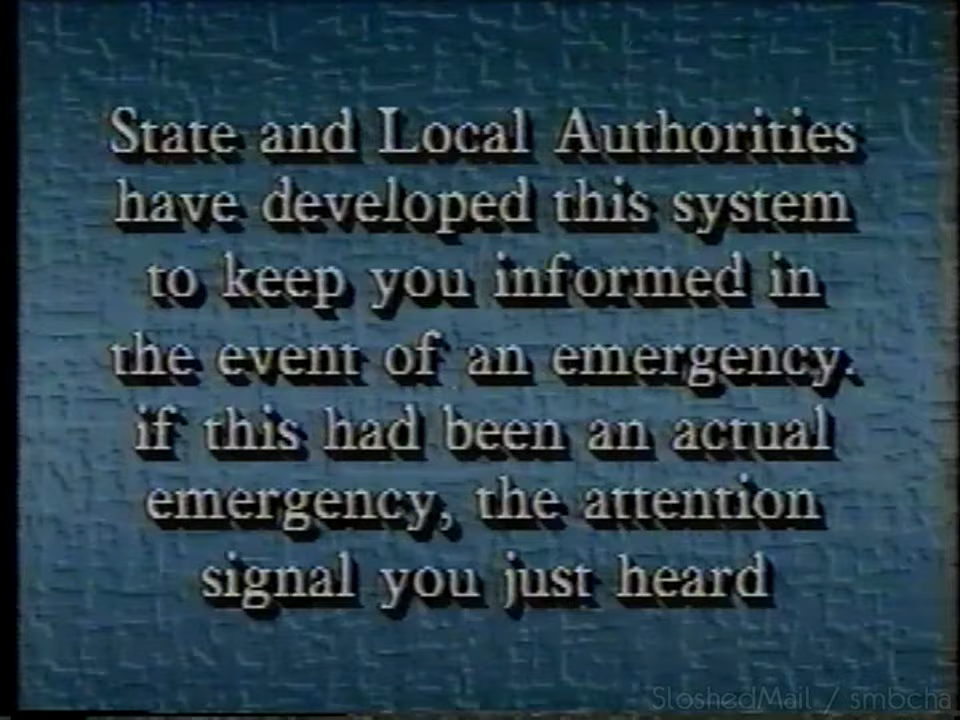 State and Local Authorities
have developed this system
to keep you informed in
the event of an emergency.
if this had been an actual
emergency, the attention
signal you just heard
SloshedMail / smbcha